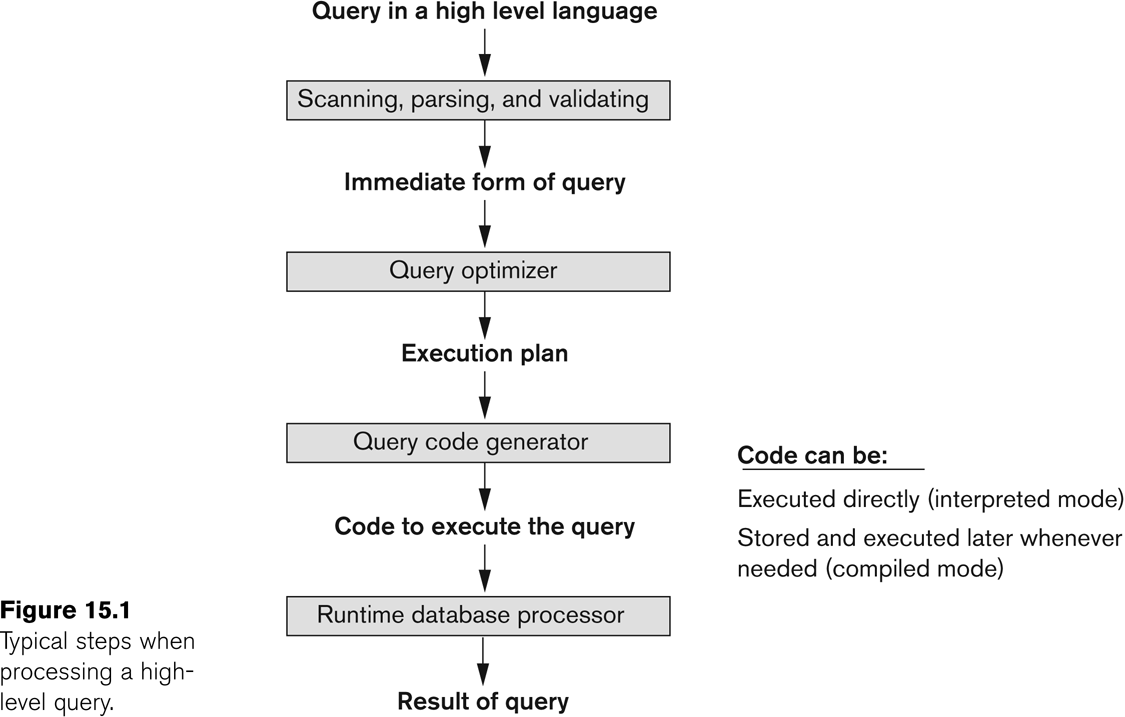 Query in a high level language
Scanning, parsing, and validating
Immediate form of query
Query optimizer
Execution plan
Query code generator
Code to execute the query
Runtime database processor
Result of query
Code can be:
Executed directly (interpreted mode)
Stored and executed later whenever
needed (compiled mode)
Figure 15.1
Typical steps when
processing a high-
level query.